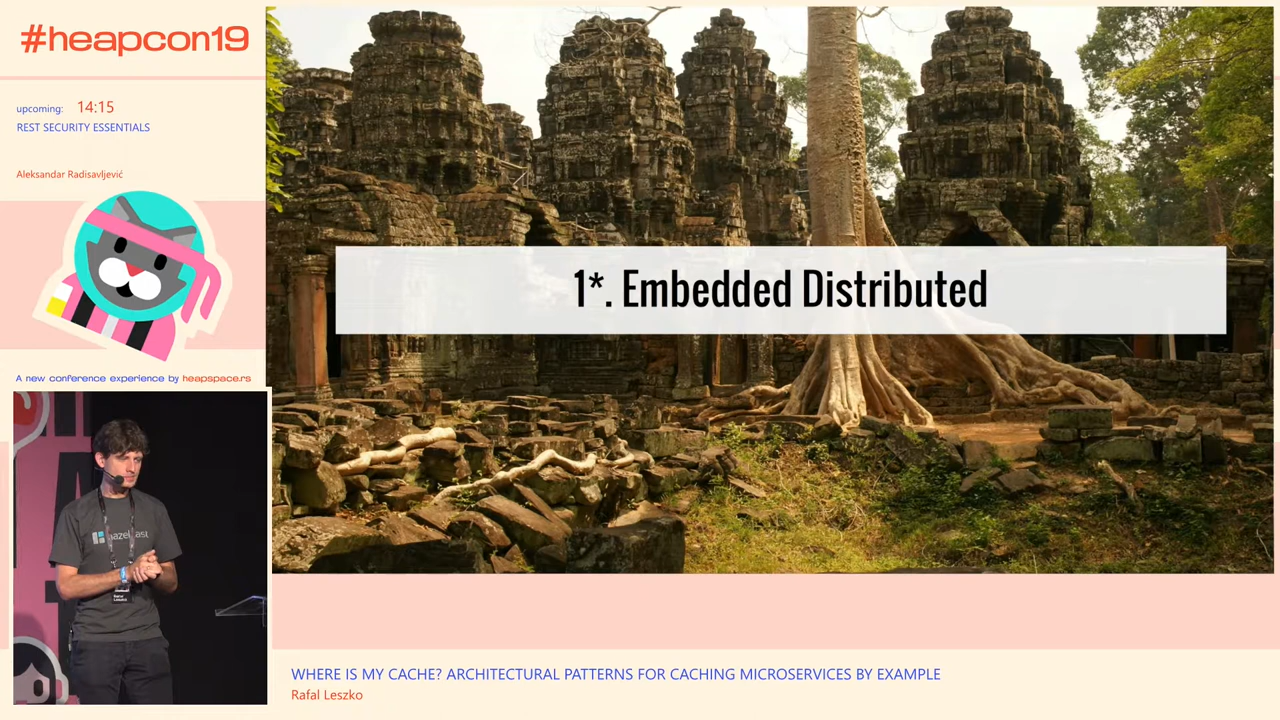 #heapcon19
upcoming: 14:15
REST SECURITY ESSENTIALS
Aleksandar Radisavljević
A new conference experience by heapspace.rs
1*. Embedded Distributed
hazelcast
WHERE IS MY CACHE? ARCHITECTURAL PATTERNS FOR CACHING MICROSERVICES BY EXAMPLE
Rafal Leszko